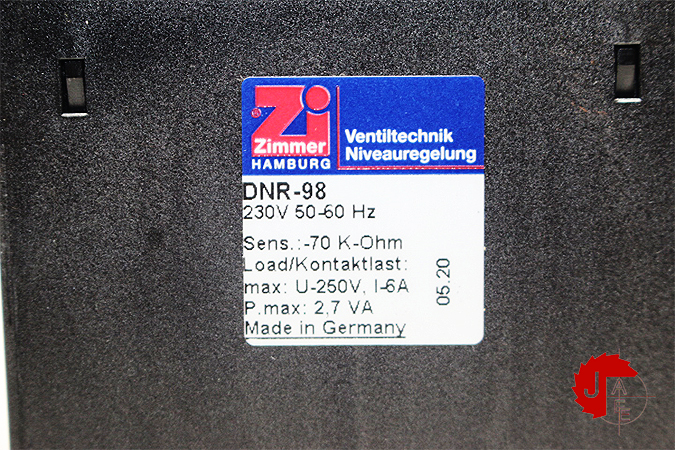 Zi
Zimmer
HAMBURG
Ventiltechnik
Niveauregelung
DNR-98
230V 50-60 Hz
Sens.:-70 K-Ohm
Load/Kontaktlast:
max: U-250V, I-6A
P.max: 2,7 VA
Made in Germany
05.20
J
A
F
E